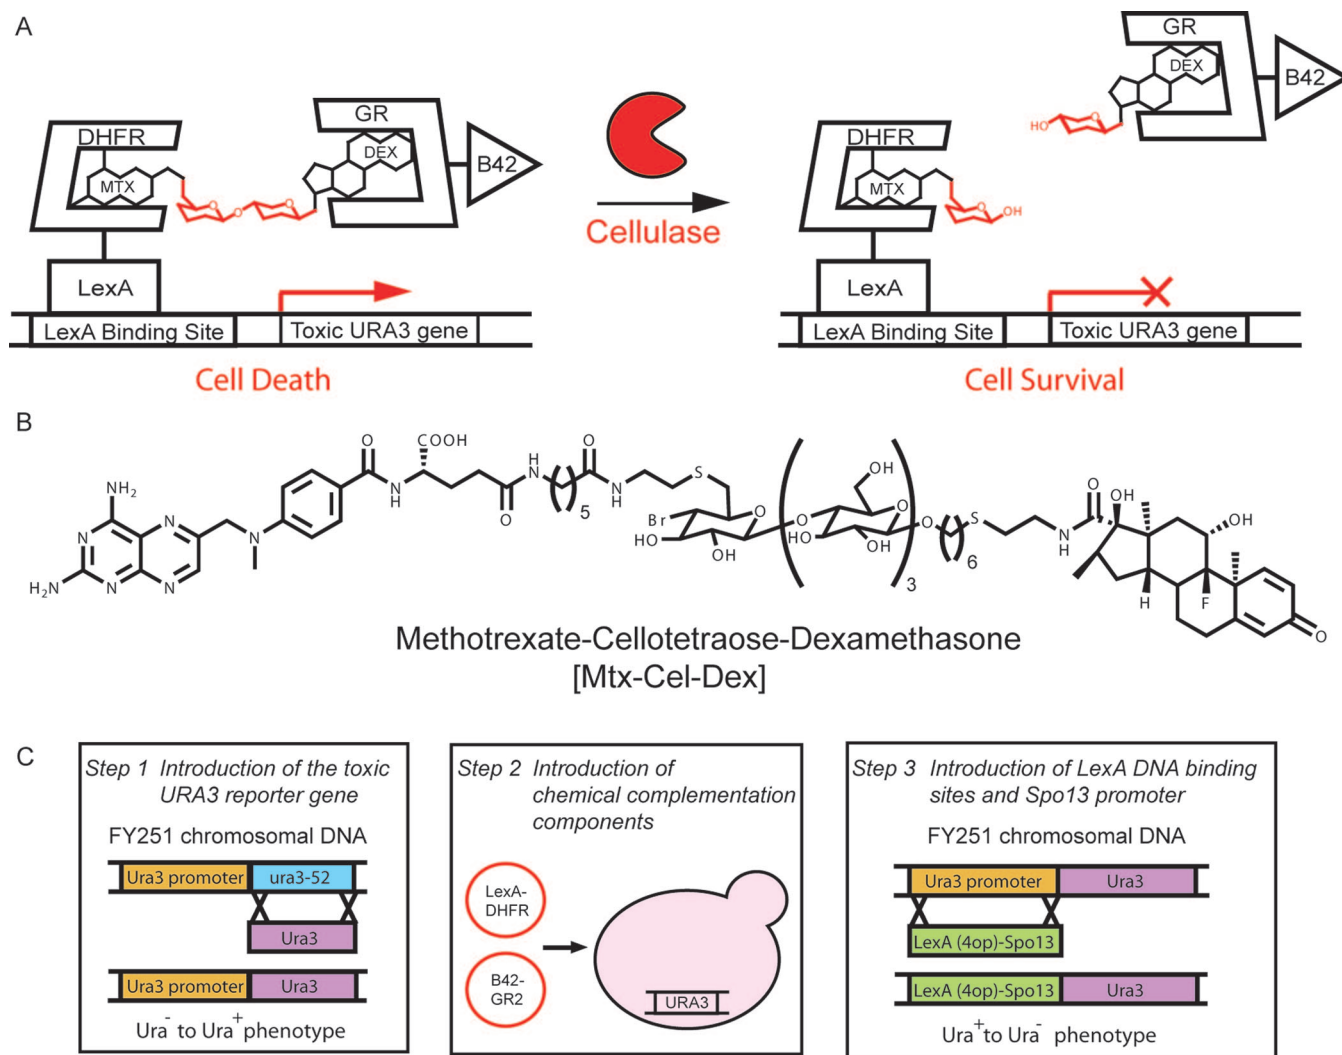 A
DHFR
MTX
GR
DEX
B42
LexA
LexA Binding Site
Toxic URA3 gene
Cell Death
Cellulase
GR
DEX
B42
HO
DHFR
MTX
OH
LexA
LexA Binding Site
Toxic URA3 gene
Cell Survival
B
NH2
N
N
N
N
H2N
N
O
N
H
COOH
O
H
N
5
O
N
H
S
Br
HO
OH
O
O
O
OH
O
HO
OH
3
O
6
S
N
H
O
OH
OH
H
F
O
Methotrexate-Cellotetraose-Dexamethasone
[Mtx-Cel-Dex]
C
Step 1 Introduction of the toxic
URA3 reporter gene
FY251 chromosomal DNA
Ura3 promoter
ura3-52
Ura3
Ura3 promoter
Ura3
Ura- to Ura+ phenotype
Step 2 Introduction of
chemical complementation
components
LexA-
DHFR
B42-
GR2
URA3
Step 3 Introduction of LexA DNA binding
sites and Spo13 promoter
FY251 chromosomal DNA
Ura3 promoter
Ura3
LexA (4op)-Spo13
LexA (4op)-Spo13
Ura3
Ura+ to Ura- phenotype